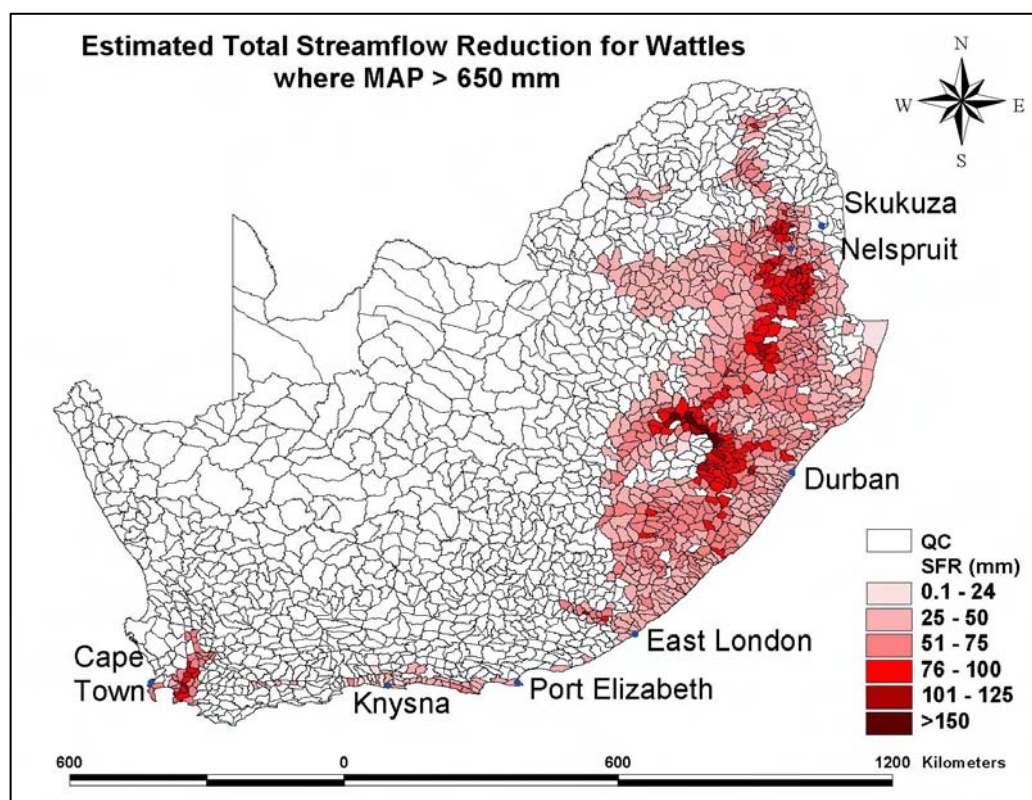 Estimated Total Streamflow Reduction for Wattles
where MAP > 650 mm
N
W
E
S
Skukuza
Nelspruit
Durban
East London
Port Elizabeth
Knysna
Cape
Town
QC
SFR (mm)
0.1 - 24
25 - 50
51 - 75
76 - 100
101 - 125
>150
600 0 600 1200 Kilometers